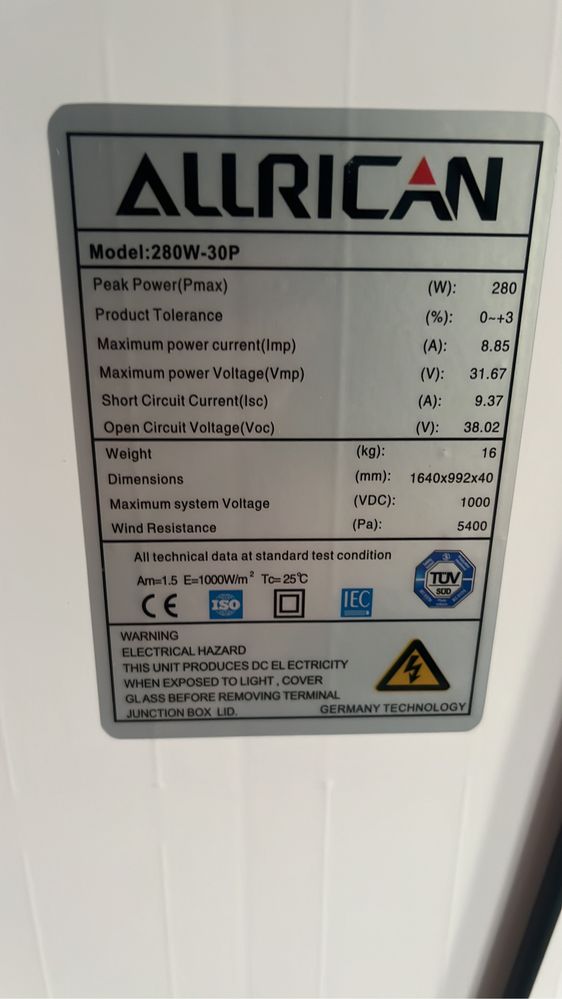 ALLRICAN
Model:280W-30P
Peak Power(Pmax) (W): 280
Product Tolerance (%): 0~+3
Maximum power current(Imp) (A): 8.85
Maximum power Voltage(Vmp) (V): 31.67
Short Circuit Current(Isc) (A): 9.37
Open Circuit Voltage(Voc) (V): 38.02
Weight (kg): 16
Dimensions (mm): 1640x992x40
Maximum system Voltage (VDC): 1000
Wind Resistance (Pa): 5400
All technical data at standard test condition
Am=1.5 E=1000W/m² Tc=25℃
CE ISO IEC
TÜV
SÜD
WARNING
ELECTRICAL HAZARD
THIS UNIT PRODUCES DC EL ECTRICITY
WHEN EXPOSED TO LIGHT , COVER
GLASS BEFORE REMOVING TERMINAL
JUNCTION BOX LID.
GERMANY TECHNOLOGY